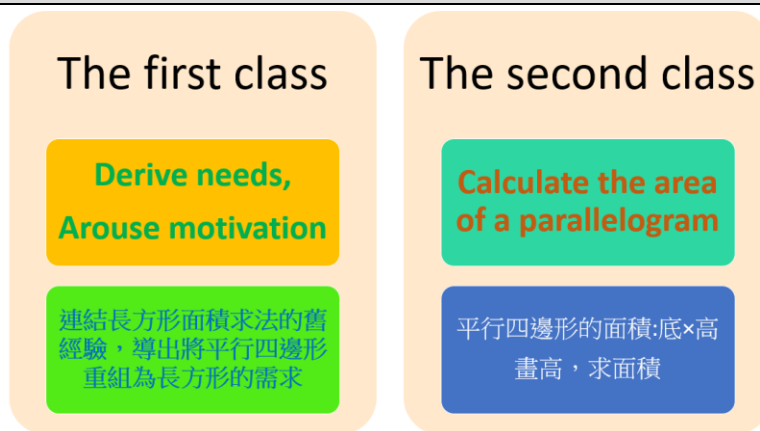 The first class
Derive needs,
Arouse motivation
連結長方形面積求法的舊
經驗，導出將平行四邊形
重組為長方形的需求
The second class
Calculate the area
of a parallelogram
平行四邊形的面積:底×高
畫高，求面積